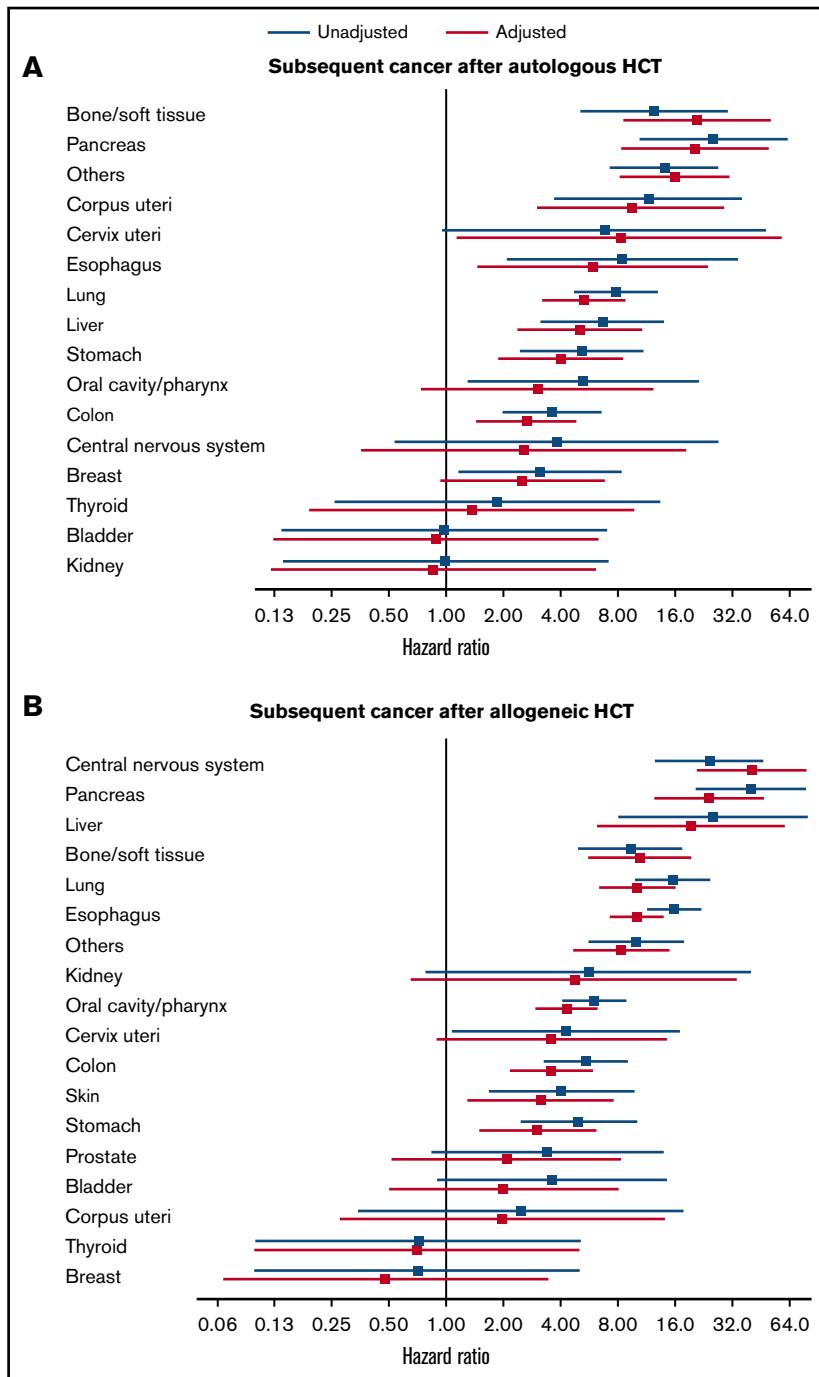 Unadjusted Adjusted
A
Subsequent cancer after autologous HCT
Bone/soft tissue
Pancreas
Others
Corpus uteri
Cervix uteri
Esophagus
Lung
Liver
Stomach
Oral cavity/pharynx
Colon
Central nervous system
Breast
Thyroid
Bladder
Kidney
0.13 0.25 0.50 1.00 2.00 4.00 8.00 16.0 32.0 64.0
Hazard ratio
B
Subsequent cancer after allogeneic HCT
Central nervous system
Pancreas
Liver
Bone/soft tissue
Lung
Esophagus
Others
Kidney
Oral cavity/pharynx
Cervix uteri
Colon
Skin
Stomach
Prostate
Bladder
Corpus uteri
Thyroid
Breast
0.06 0.13 0.25 0.50 1.00 2.00 4.00 8.00 16.0 32.0 64.0
Hazard ratio